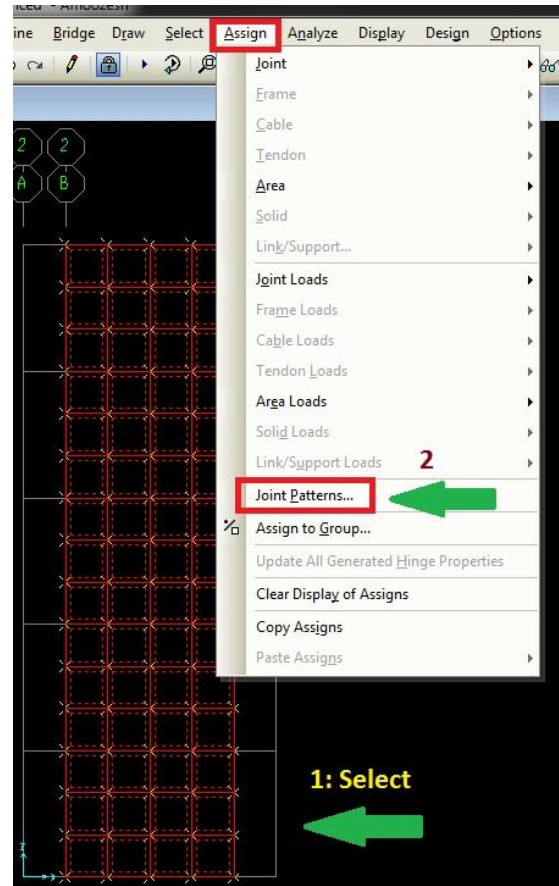 nced - Amoozesh
ine Bridge Draw Select Assign Analyze Display Design Options
Joint
Frame
Cable
Tendon
Area
Solid
Link/Support...
Joint Loads
Frame Loads
Cable Loads
Tendon Loads
Area Loads
Solid Loads
Link/Support Loads 2
Joint Patterns...
Assign to Group...
Update All Generated Hinge Properties
Clear Display of Assigns
Copy Assigns
Paste Assigns
2 2
A B
1: Select